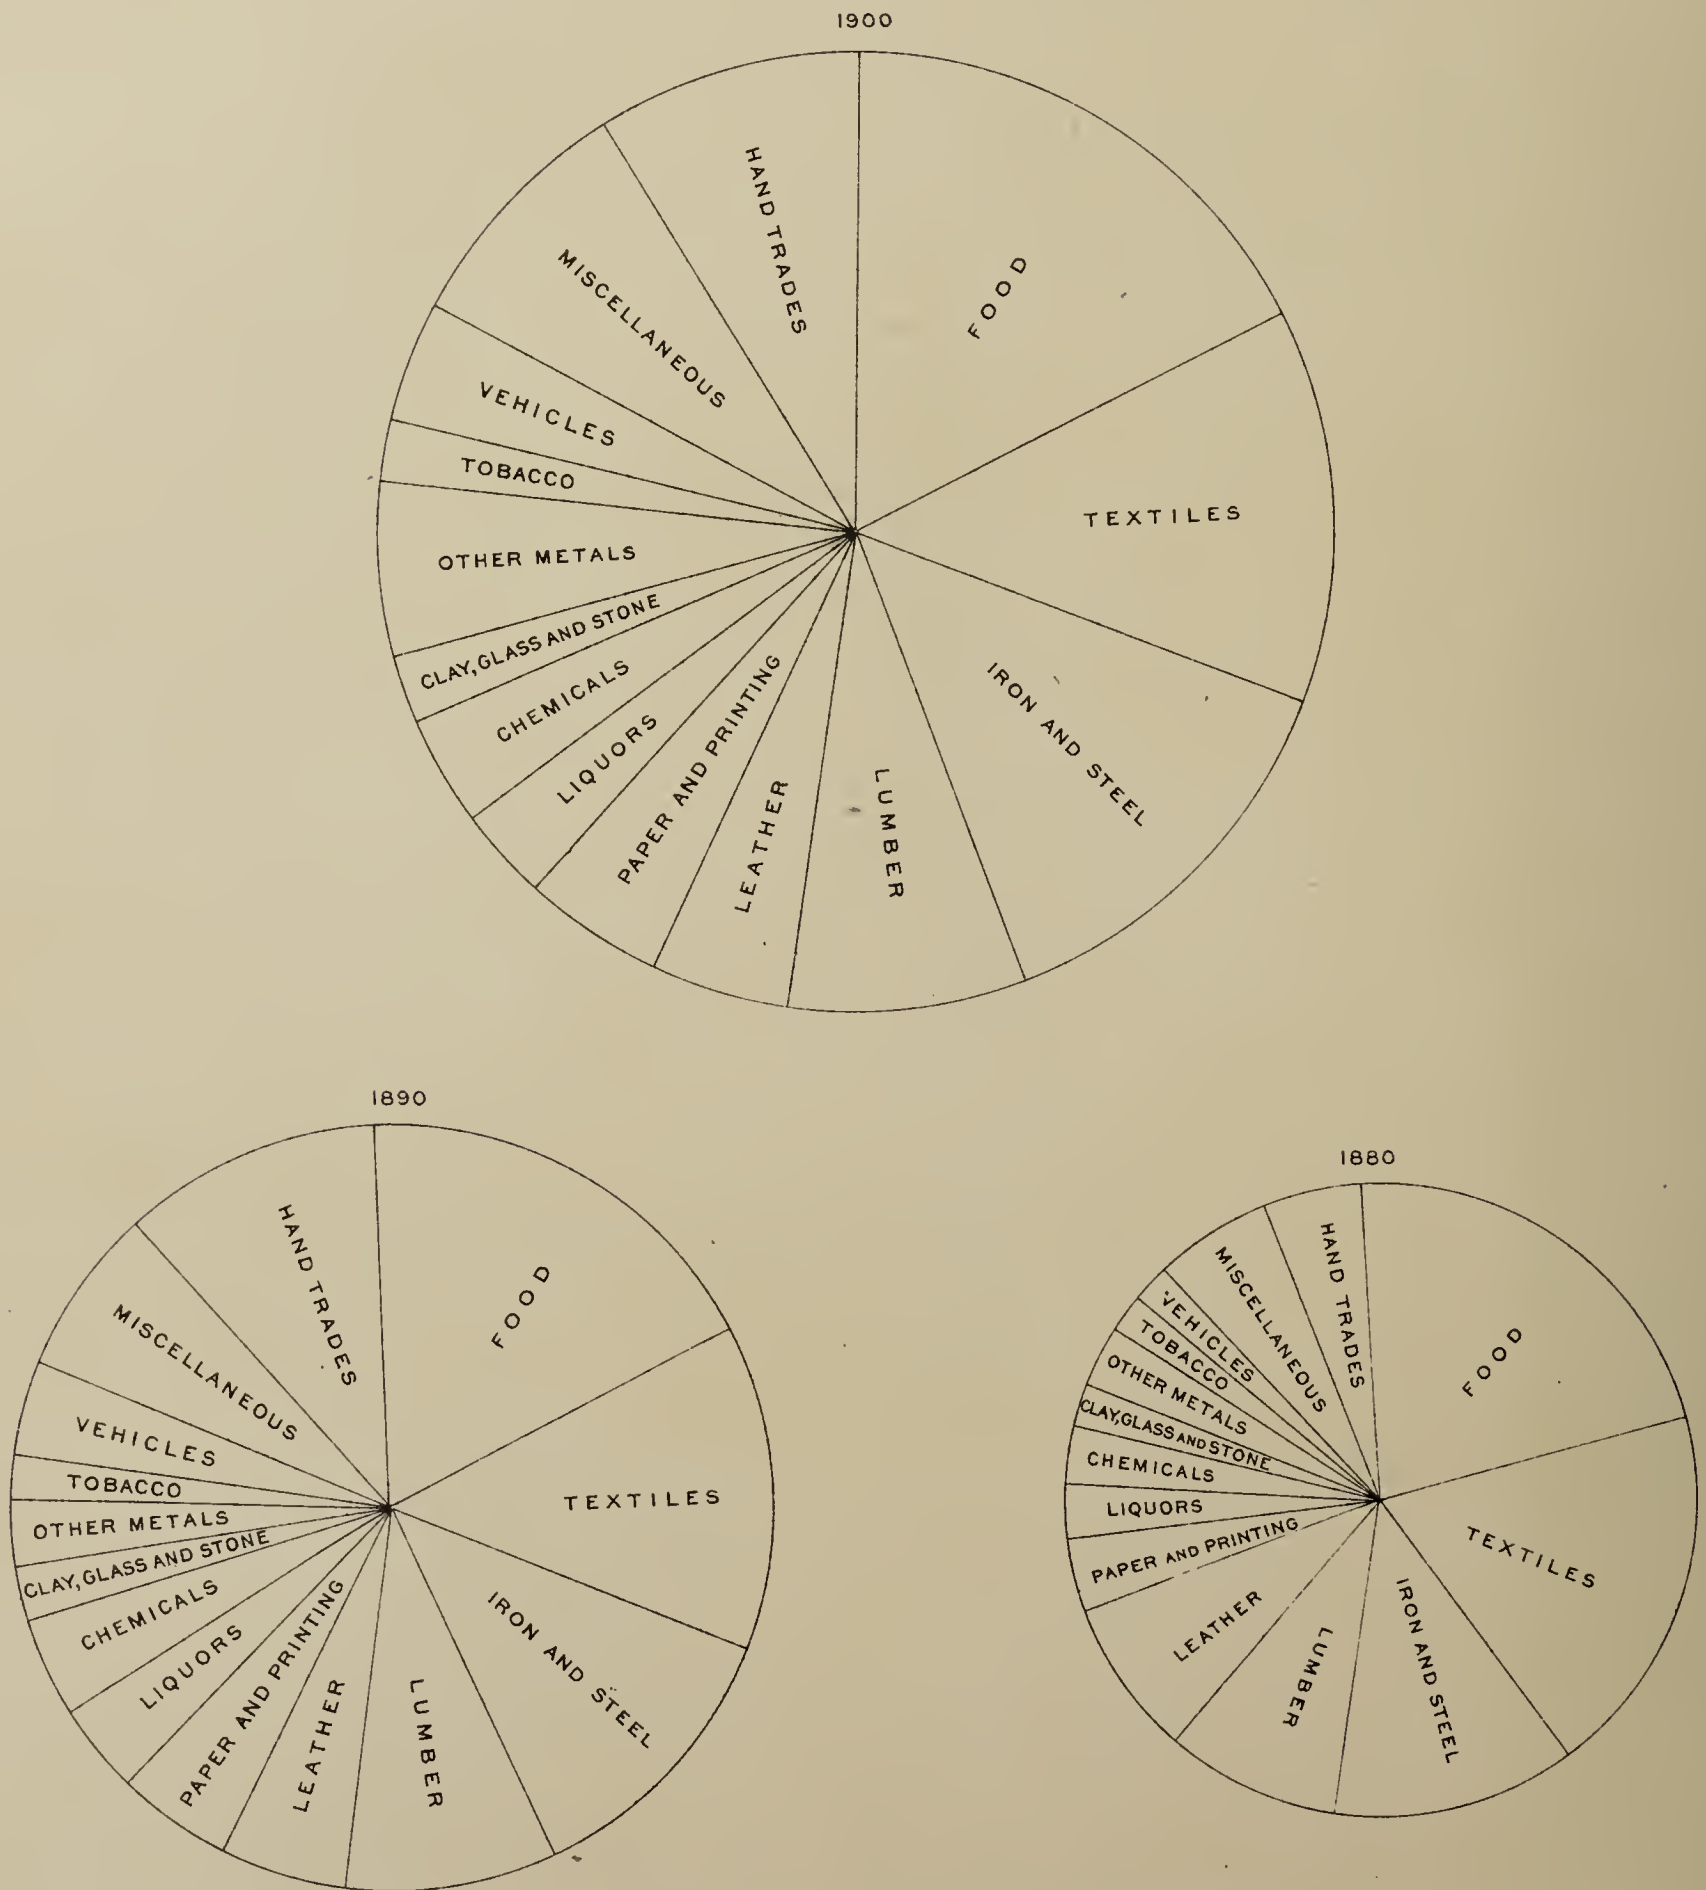 1900
HAND TRADES
FOOD
MISCELLANEOUS
VEHICLES
TOBACCO
TEXTILES
OTHER METALS
CLAY, GLASS AND STONE
CHEMICALS
LIQUORS
PAPER AND PRINTING
LEATHER
LUMBER
IRON AND STEEL
1890
HAND TRADES
FOOD
MISCELLANEOUS
VEHICLES
TOBACCO
TEXTILES
OTHER METALS
CLAY, GLASS AND STONE
CHEMICALS
LIQUORS
PAPER AND PRINTING
LEATHER
LUMBER
IRON AND STEEL
1880
HAND TRADES
FOOD
MISCELLANEOUS
VEHICLES
TOBACCO
OTHER METALS
CLAY, GLASS AND STONE
CHEMICALS
LIQUORS
PAPER AND PRINTING
TEXTILES
LEATHER
LUMBER
IRON AND STEEL